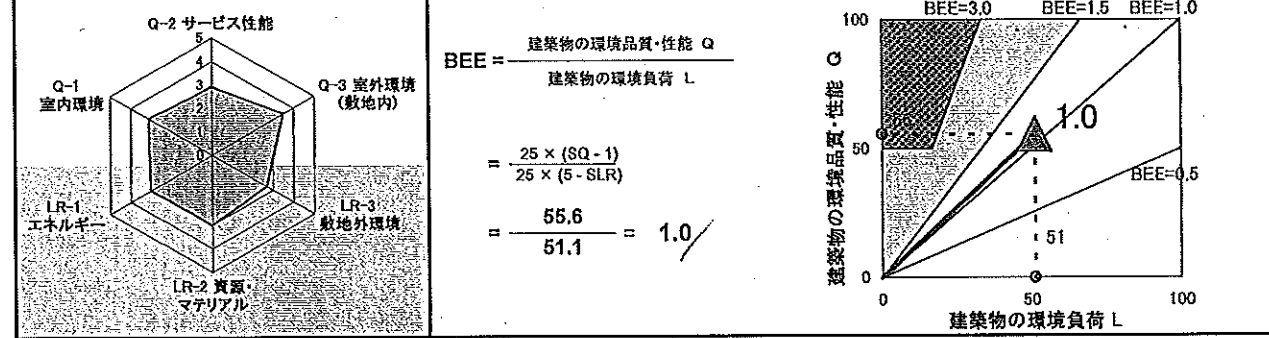 Q-2 サービス性能
5
4
3
2
1
0
Q-1
室内環境
Q-3 室外環境
(敷地内)
LR-1
エネルギー
LR-3
敷地外環境
LR-2 資源・
マテリアル
BEE =
建築物の環境品質・性能 Q
建築物の環境負荷 L
=
25 × (SQ - 1)
25 × (5 - SLR)
=
55.6
51.1
= 1.0
BEE=3.0 BEE=1.5 BEE=1.0
100
建築物の環境品質・性能 Q
1.0
50
BEE=0.5
51
0
0 50 100
建築物の環境負荷 L